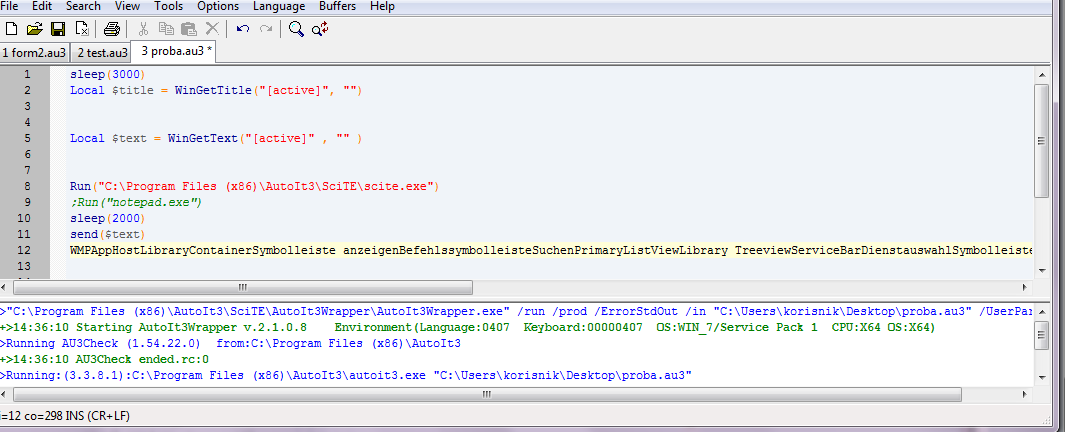 File Edit Search View Tools Options Language Buffers Help
1 form2.au3 2 test.au3 3 proba.au3 *
1 sleep(3000)
2 Local $title = WinGetTitle("[active]", "")
3
4
5 Local $text = WinGetText("[active]" , "" )
6
7
8 Run("C:\Program Files (x86)\AutoIt3\SciTE\scite.exe")
9 ;Run("notepad.exe")
10 sleep(2000)
11 send($text)
12 WMPAppHostLibraryContainerSymbolleiste anzeigenBefehlssymbolleisteSuchenPrimaryListViewLibrary TreeviewServiceBarDienstauswahlSymbolleiste
13
>"C:\Program Files (x86)\AutoIt3\SciTE\AutoIt3Wrapper\AutoIt3Wrapper.exe" /run /prod /ErrorStdOut /in "C:\Users\korisnik\Desktop\proba.au3" /UserPar
+>14:36:10 Starting AutoIt3Wrapper v.2.1.0.8 Environment(Language:0407 Keyboard:00000407 OS:WIN_7/Service Pack 1 CPU:X64 OS:X64)
>Running AU3Check (1.54.22.0) from:C:\Program Files (x86)\AutoIt3
+>14:36:10 AU3Check ended.rc:0
>Running:(3.3.8.1):C:\Program Files (x86)\AutoIt3\autoit3.exe "C:\Users\korisnik\Desktop\proba.au3"
i=12 co=298 INS (CR+LF)